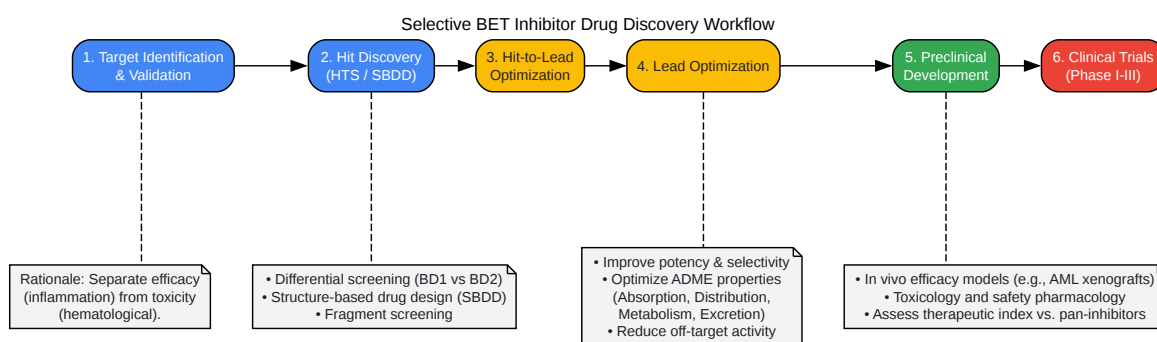 Selective BET Inhibitor Drug Discovery Workflow
1. Target Identification
& Validation
2. Hit Discovery
(HTS / SBDD)
3. Hit-to-Lead
Optimization
4. Lead Optimization
5. Preclinical
Development
6. Clinical Trials
(Phase I-III)
Rationale: Separate efficacy
(inflammation) from toxicity
(hematological).
• Differential screening (BD1 vs BD2)
• Structure-based drug design (SBDD)
• Fragment screening
• Improve potency & selectivity
• Optimize ADME properties
(Absorption, Distribution,
Metabolism, Excretion)
• Reduce off-target activity
• In vivo efficacy models (e.g., AML xenografts)
• Toxicology and safety pharmacology
• Assess therapeutic index vs. pan-inhibitors